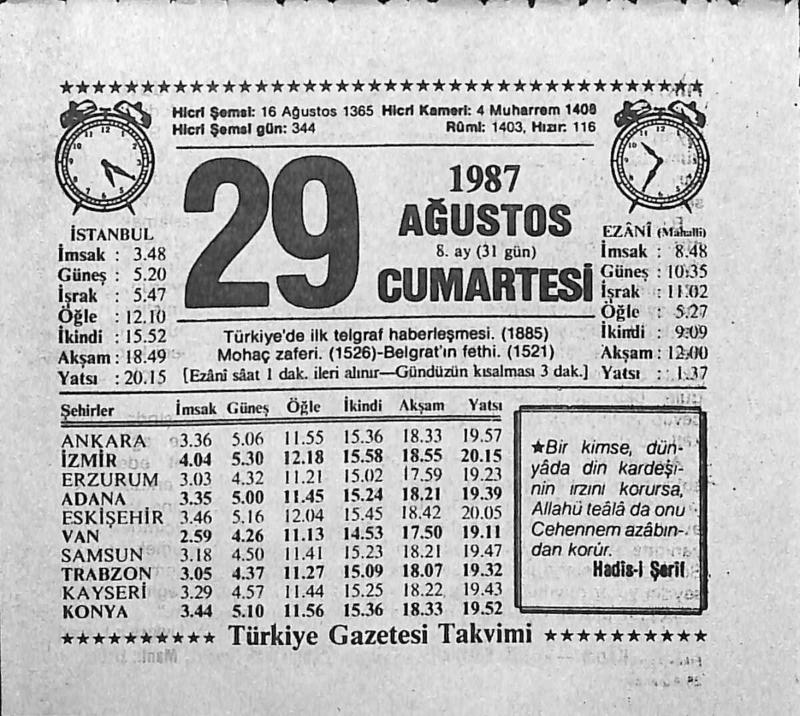 Hicrî Şemsî: 16 Ağustos 1365 Hicrî Kamerî: 4 Muharrem 1408
Hicrî Şemsî gün: 344 Rûmî: 1403, Hızır: 116
29
1987
AĞUSTOS
8. ay (31 gün)
CUMARTESİ
İSTANBUL
İmsak : 3.48
Güneş : 5.20
İşrak : 5.47
Öğle : 12.10
İkindi : 15.52
Akşam : 18.49
Yatsı : 20.15
EZÂNÎ (Mahallî)
İmsak : 8.48
Güneş : 10.35
İşrak : 11.02
Öğle : 5.27
İkindi : 9.09
Akşam : 12.00
Yatsı : 1.37
Türkiye'de ilk telgraf haberleşmesi. (1885)
Mohaç zaferi. (1526)-Belgrat'ın fethi. (1521)
[Ezânî sâat 1 dak. ileri alınır—Gündüzün kısalması 3 dak.]
Şehirler İmsak Güneş Öğle İkindi Akşam Yatsı
ANKARA 3.36 5.06 11.55 15.36 18.33 19.57
İZMİR 4.04 5.30 12.18 15.58 18.55 20.15
ERZURUM 3.03 4.32 11.21 15.02 17.59 19.23
ADANA 3.35 5.00 11.45 15.24 18.21 19.39
ESKİŞEHİR 3.46 5.16 12.04 15.45 18.42 20.05
VAN 2.59 4.26 11.13 14.53 17.50 19.11
SAMSUN 3.18 4.50 11.41 15.23 18.21 19.47
TRABZON 3.05 4.37 11.27 15.09 18.07 19.32
KAYSERİ 3.29 4.57 11.44 15.25 18.22 19.43
KONYA 3.44 5.10 11.56 15.36 18.33 19.52
★Bir kimse, dün-
yâda din kardeşi-
nin ırzını korursa,
Allahü teâlâ da onu
Cehennem azâbın-
dan korur.
Hadîs-i Şerîf
Türkiye Gazetesi Takvimi